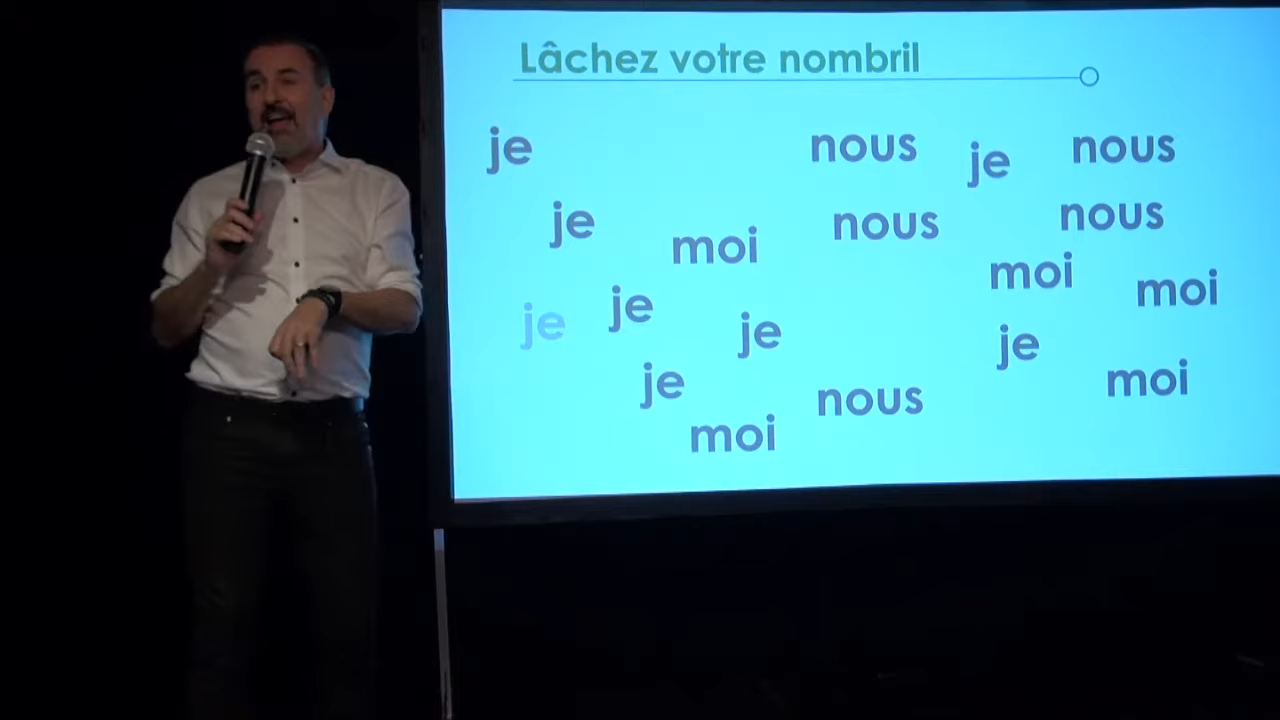 Lâchez votre nombril
je nous je nous
je moi nous nous
moi moi
je je je je
je nous moi
moi